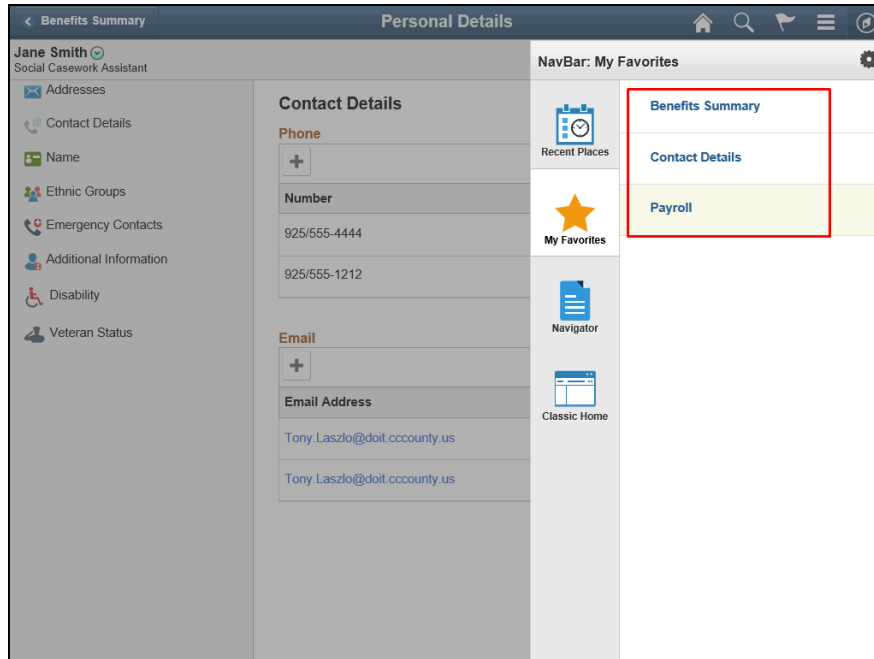 Benefits Summary
Personal Details
Jane Smith
Social Casework Assistant
NavBar: My Favorites
Addresses
Contact Details
Name
Ethnic Groups
Emergency Contacts
Additional Information
Disability
Veteran Status
Contact Details
Phone
Number
925/555-4444
925/555-1212
Email
Email Address
Tony.Laszlo@doit.cccounty.us
Tony.Laszlo@doit.cccounty.us
Recent Places
My Favorites
Navigator
Classic Home
Benefits Summary
Contact Details
Payroll